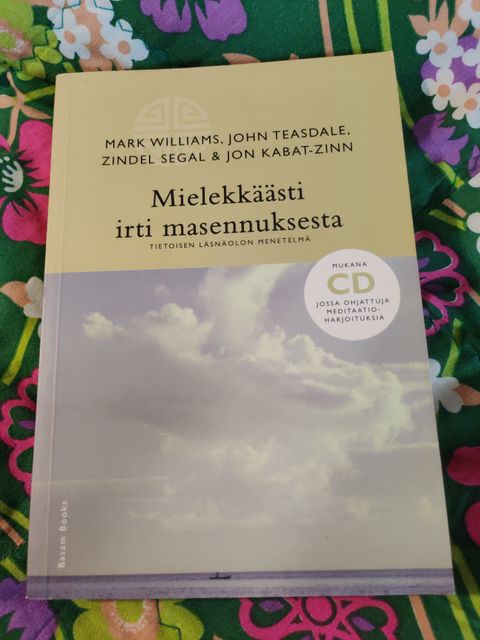 MARK WILLIAMS, JOHN TEASDALE,
ZINDEL SEGAL & JON KABAT-ZINN
Mielekkäästi
irti masennuksesta
TIETOISEN LÄSNÄOLON MENETELMÄ
MUKANA
CD
JOSSA OHJATTUJA
MEDITAATIO-
HARJOITUKSIA
Basam Books